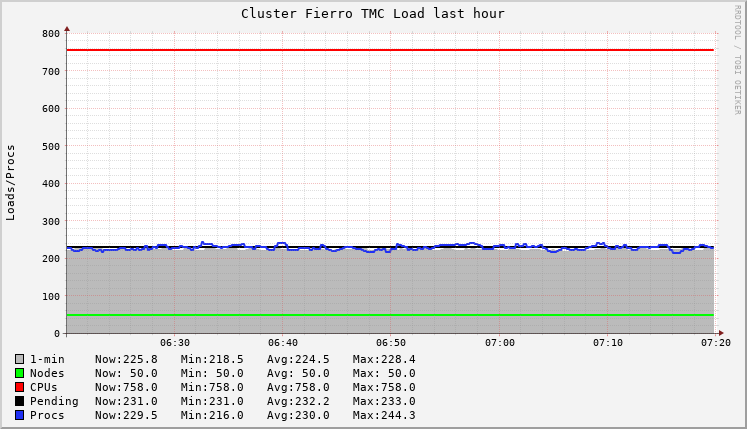 Cluster Fierro TMC Load last hour
RRDTOOL / TOBI OETIKER
Loads/Procs
800
700
600
500
400
300
200
100
0
06:30 06:40 06:50 07:00 07:10 07:20
1-min Now:225.8 Min:218.5 Avg:224.5 Max:228.4
Nodes Now: 50.0 Min: 50.0 Avg: 50.0 Max: 50.0
CPUs Now:758.0 Min:758.0 Avg:758.0 Max:758.0
Pending Now:231.0 Min:231.0 Avg:232.2 Max:233.0
Procs Now:229.5 Min:216.0 Avg:230.0 Max:244.3